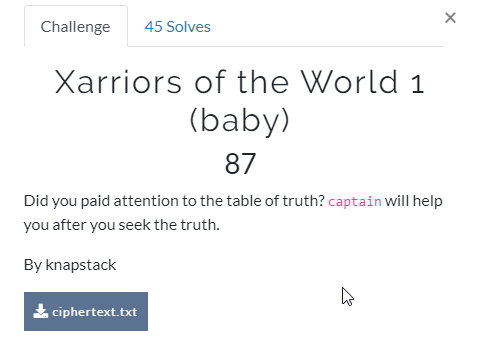 Challenge
45 Solves
×
Xarriors of the World 1
(baby)
87
Did you paid attention to the table of truth? captain will help
you after you seek the truth.
By knapstack
ciphertext.txt